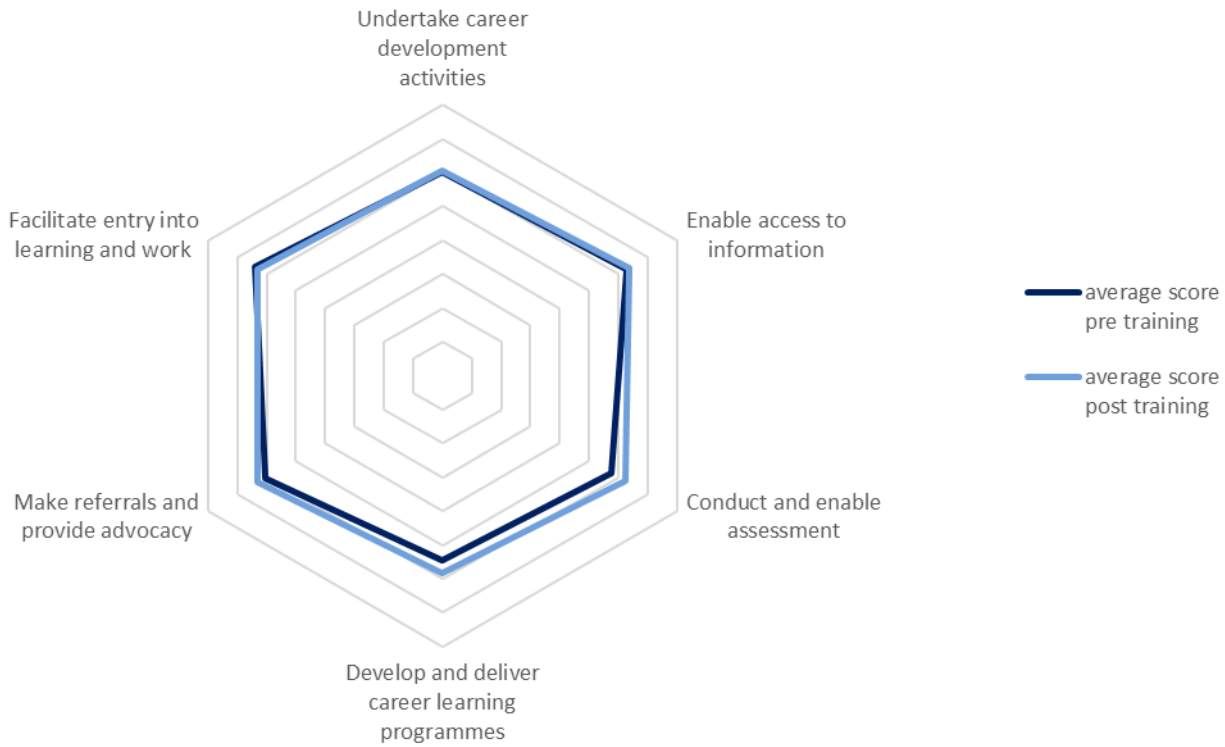 Undertake career
development
activities
Enable access to
information
Conduct and enable
assessment
Develop and deliver
career learning
programmes
Make referrals and
provide advocacy
Facilitate entry into
learning and work
average score
pre training
average score
post training